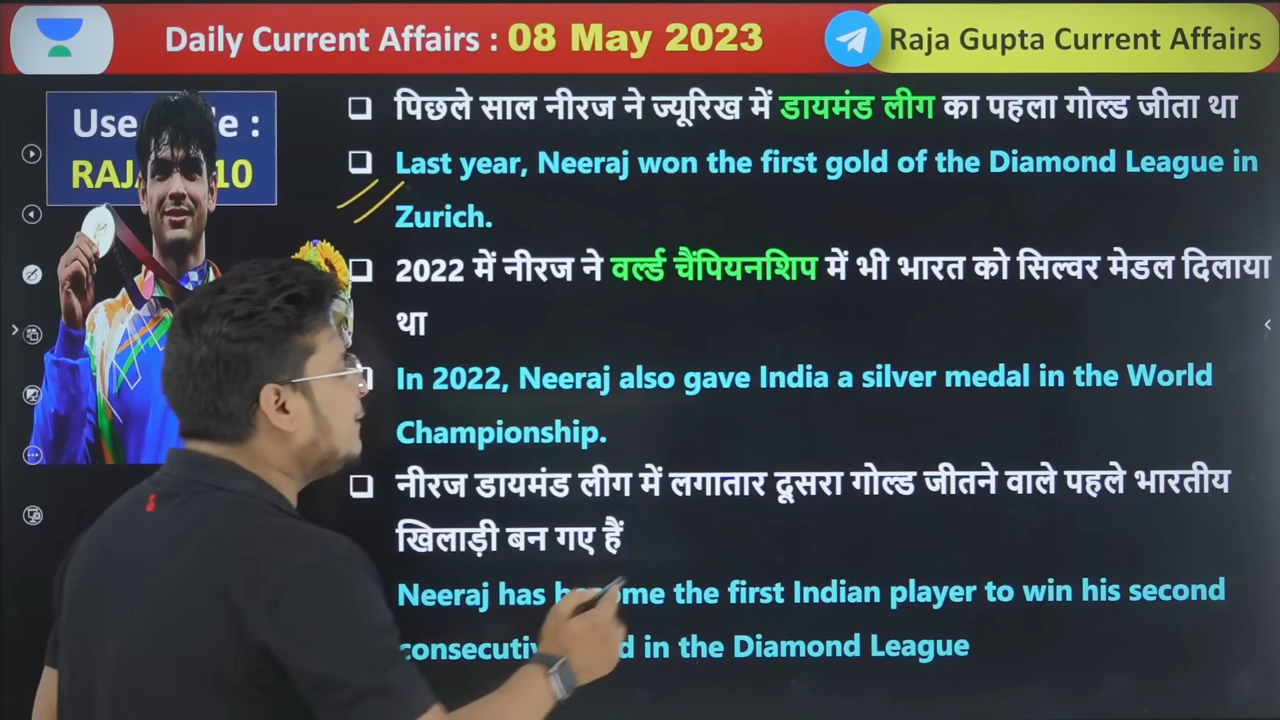 Daily Current Affairs : 08 May 2023
Raja Gupta Current Affairs
Use :
10
पिछले साल नीरज ने ज्यूरिख में डायमंड लीग का पहला गोल्ड जीता था
Last year, Neeraj won the first gold of the Diamond League in
Zurich.
2022 में नीरज ने वर्ल्ड चैंपियनशिप में भी भारत को सिल्वर मेडल दिलाया
था
In 2022, Neeraj also gave India a silver medal in the World
Championship.
नीरज डायमंड लीग में लगातार दूसरा गोल्ड जीतने वाले पहले भारतीय
खिलाड़ी बन गए हैं
Neeraj has become the first Indian player to win his second
in the Diamond League